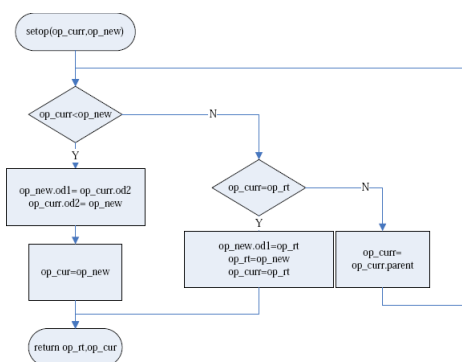 setop(op_curr,op_new)
op_curr<op_new
N
Y
op_new.od1= op_curr.od2
op_curr.od2= op_new
op_curr=op_rt
N
Y
op_cur=op_new
op_new.od1=op_rt
op_rt=op_new
op_curr=op_rt
op_curr=
op_curr.parent
return op_rt,op_cur